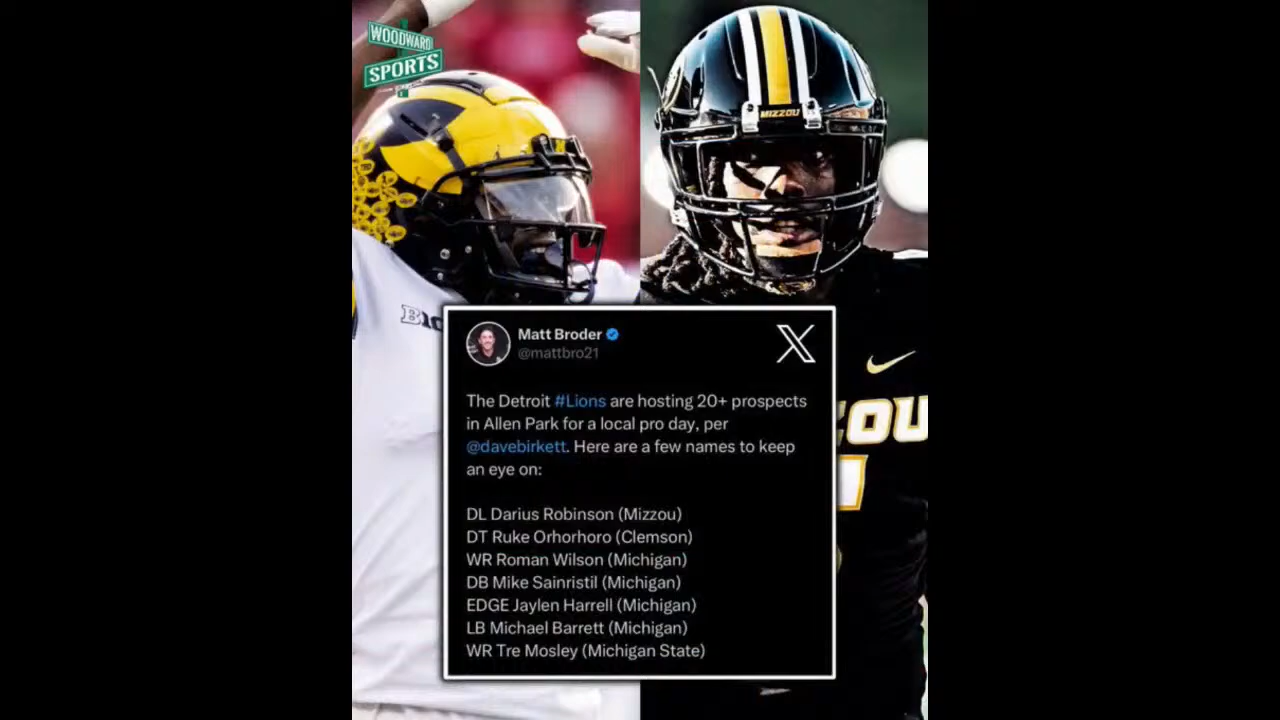 WOODWARD
SPORTS
MIZZOU
B1G
Matt Broder
@mattbro21
The Detroit #Lions are hosting 20+ prospects
in Allen Park for a local pro day, per
@davebirkett. Here are a few names to keep
an eye on:
DL Darius Robinson (Mizzou)
DT Ruke Orhorhoro (Clemson)
WR Roman Wilson (Michigan)
DB Mike Sainristil (Michigan)
EDGE Jaylen Harrell (Michigan)
LB Michael Barrett (Michigan)
WR Tre Mosley (Michigan State)
ZOU